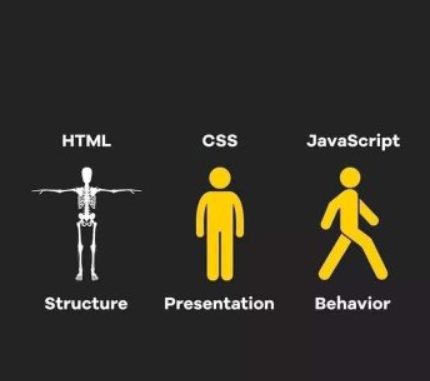 HTML
CSS
JavaScript
Structure
Presentation
Behavior